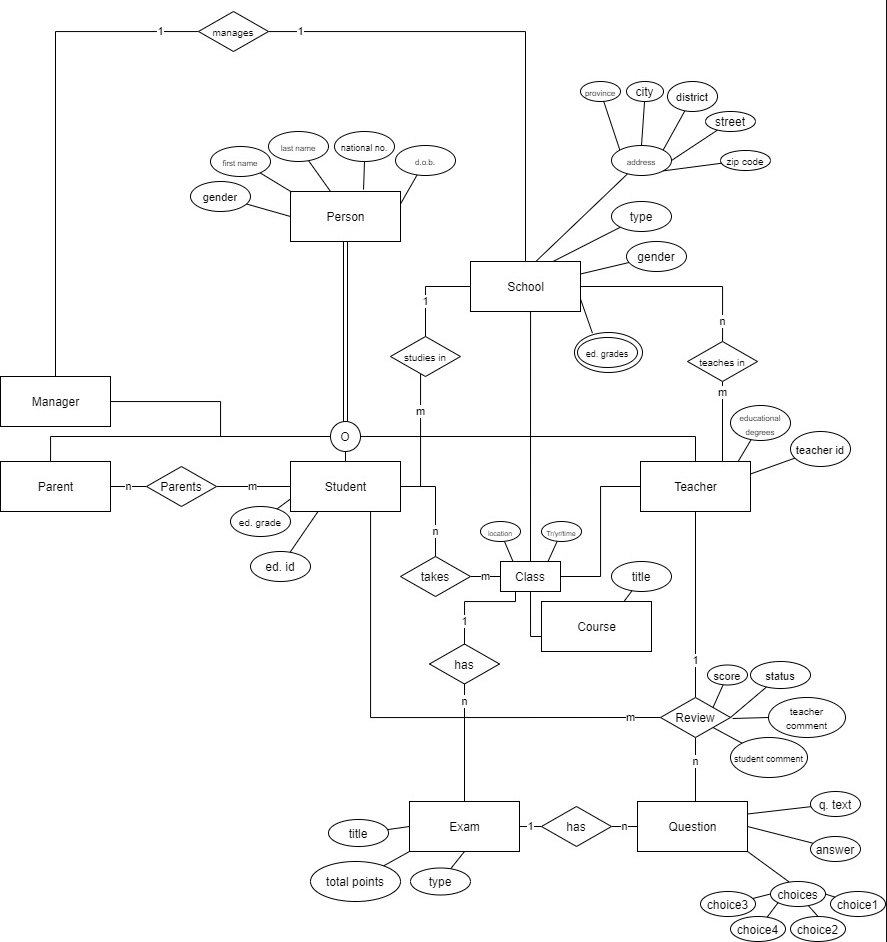 1
manages
1
province
city
district
street
address
zip code
first name
last name
national no.
d.o.b.
gender
Person
type
gender
School
1
n
studies in
ed. grades
teaches in
m
m
Manager
educational
degrees
O
teacher id
Parent
n
Parents
m
Student
Teacher
ed. grade
n
location
Tr/yr/time
ed. id
takes
m
Class
title
1
Course
has
1
score
status
n
m
Review
teacher
comment
student comment
n
q. text
title
Exam
1
has
n
Question
answer
total points
type
choices
choice3
choice1
choice4
choice2